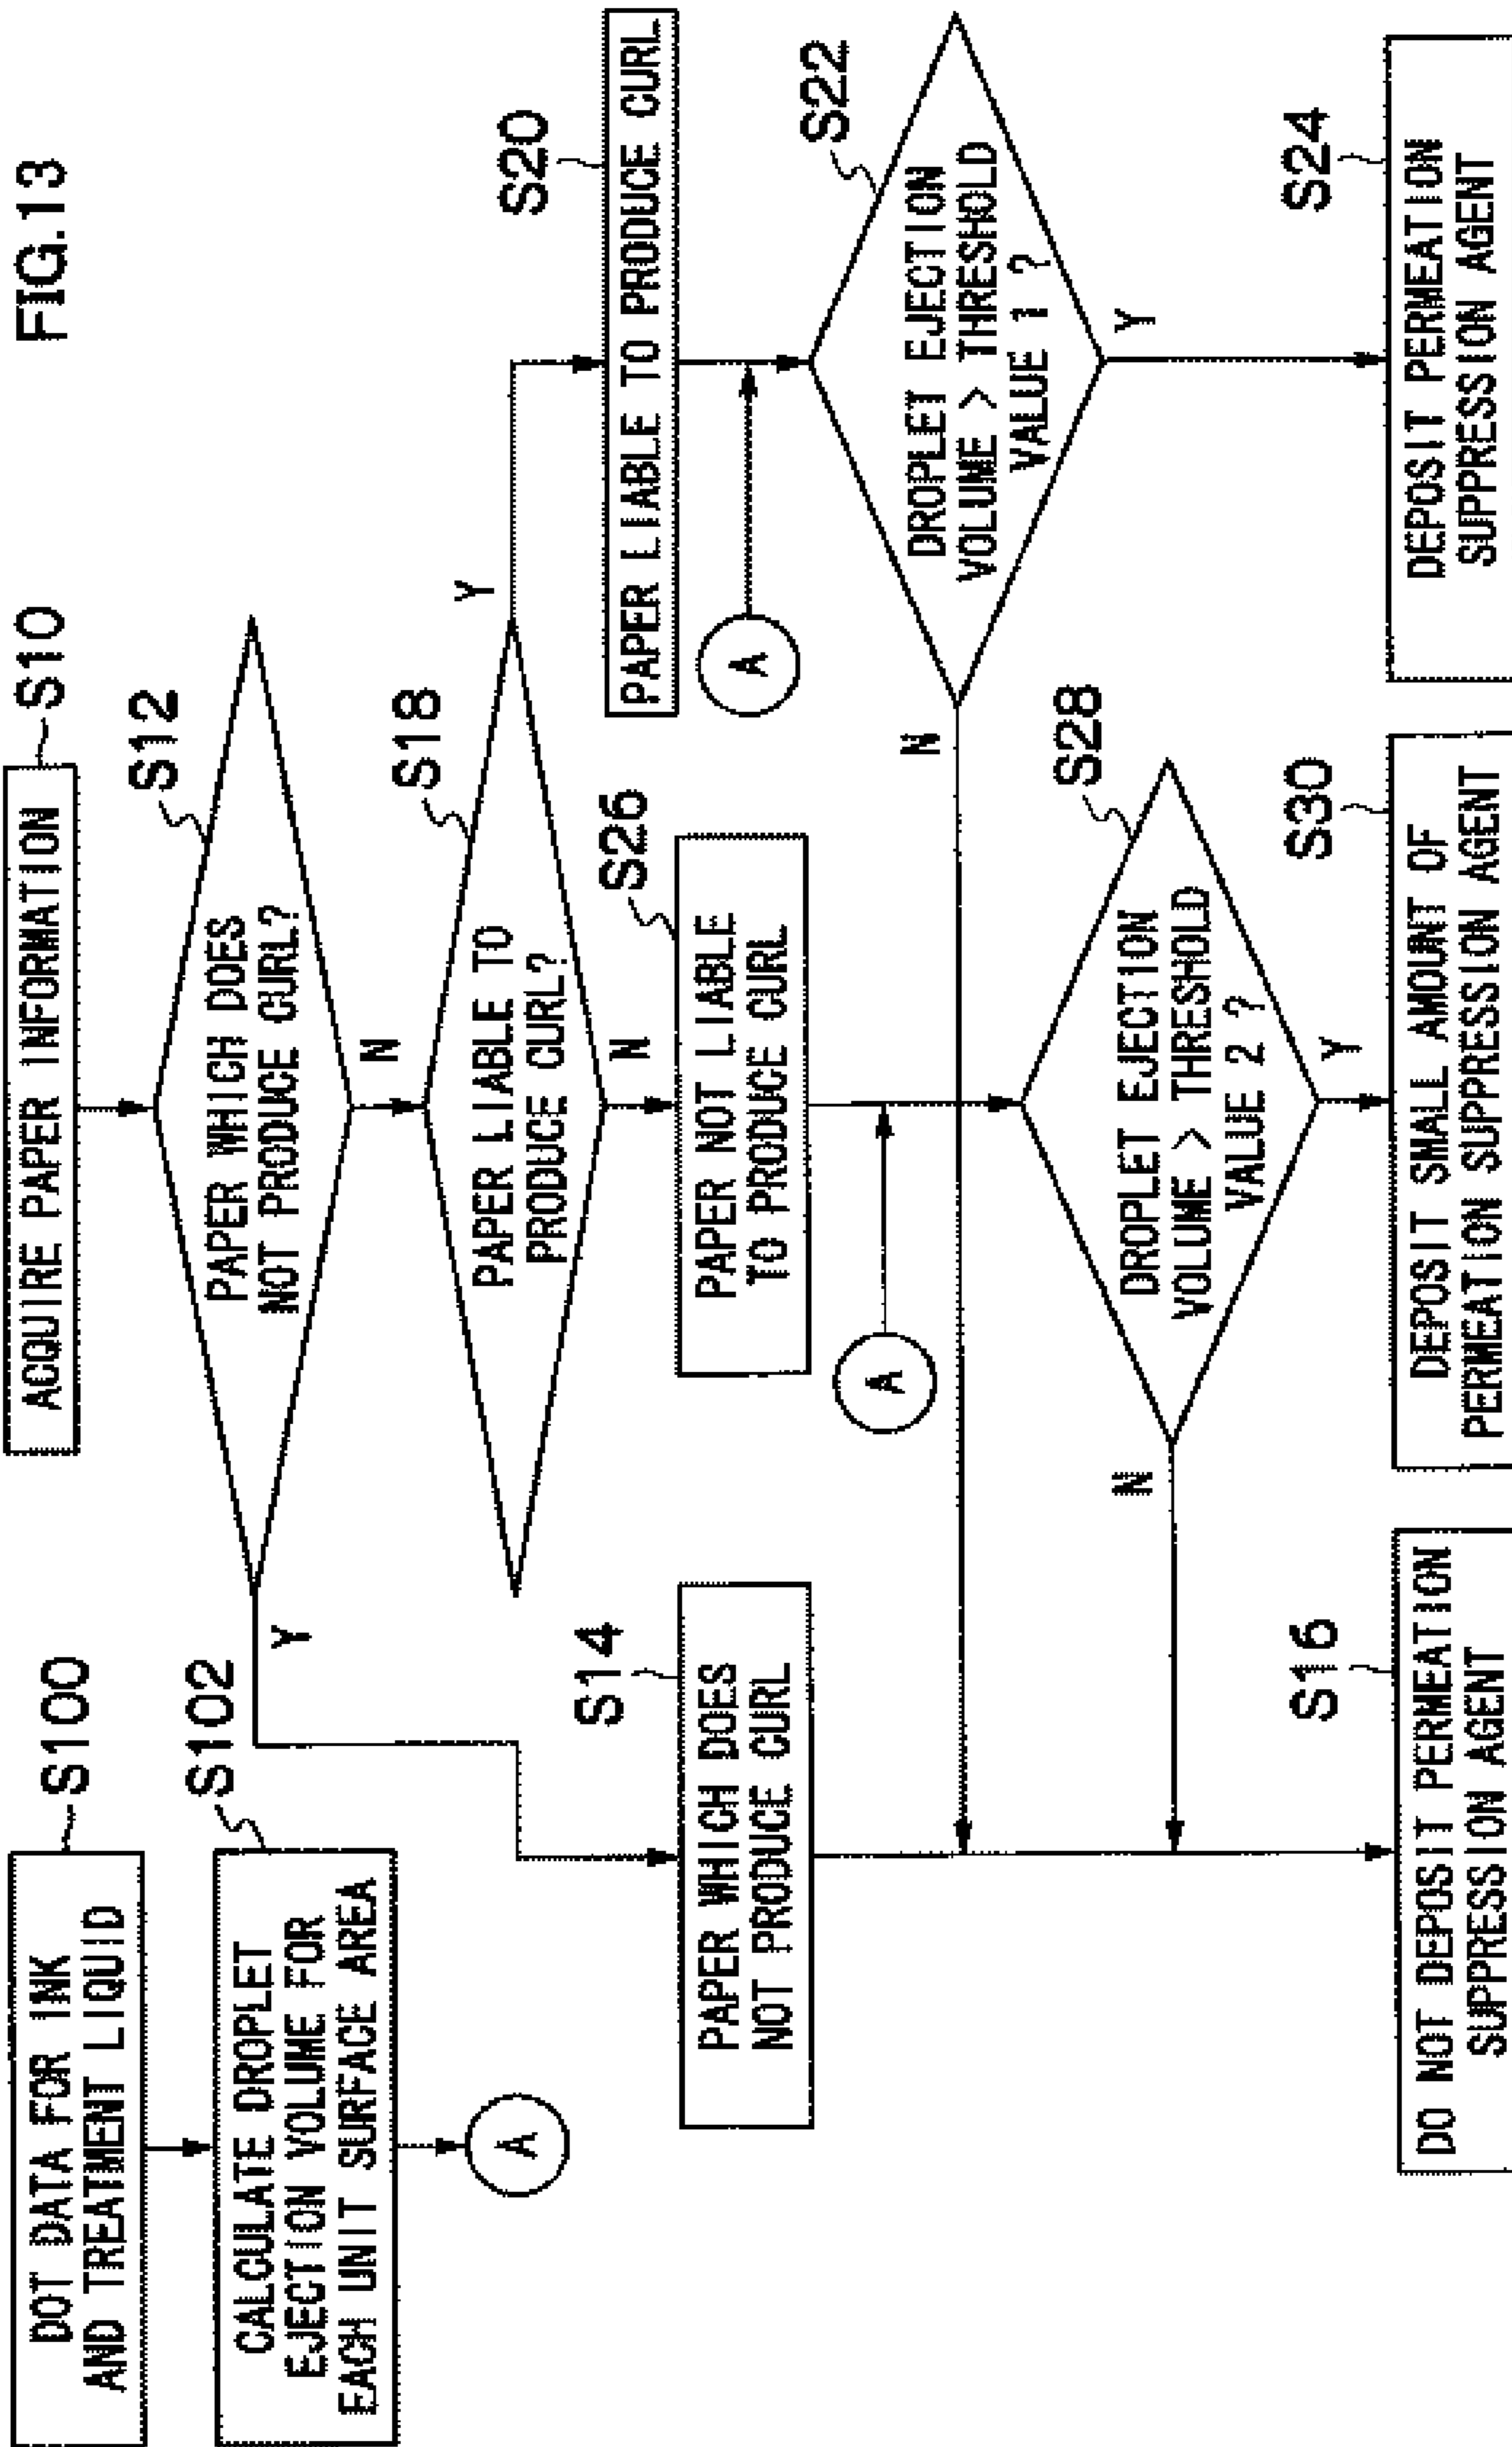 FIG.13
DOT DATA FOR INK
AND TREATMENT LIQUID
S100
CALCULATE DROPLET
EJECTION VOLUME FOR
EACH UNIT SURFACE AREA
S102
A
ACQUIRE PAPER INFORMATION
S10
PAPER WHICH DOES
NOT PRODUCE CURL?
S12
Y
N
PAPER LIABLE TO
PRODUCE CURL?
S18
Y
N
PAPER WHICH DOES
NOT PRODUCE CURL
S14
PAPER NOT LIABLE
TO PRODUCE CURL
S26
PAPER LIABLE TO PRODUCE CURL
S20
A
A
DROPLET EJECTION
VOLUME > THRESHOLD
VALUE 1 ?
S22
N
Y
DROPLET EJECTION
VOLUME > THRESHOLD
VALUE 2 ?
S28
N
Y
DO NOT DEPOSIT PERMEATION
SUPPRESSION AGENT
S16
DEPOSIT SMALL AMOUNT OF
PERMEATION SUPPRESSION AGENT
S30
DEPOSIT PERMEATION
SUPPRESSION AGENT
S24